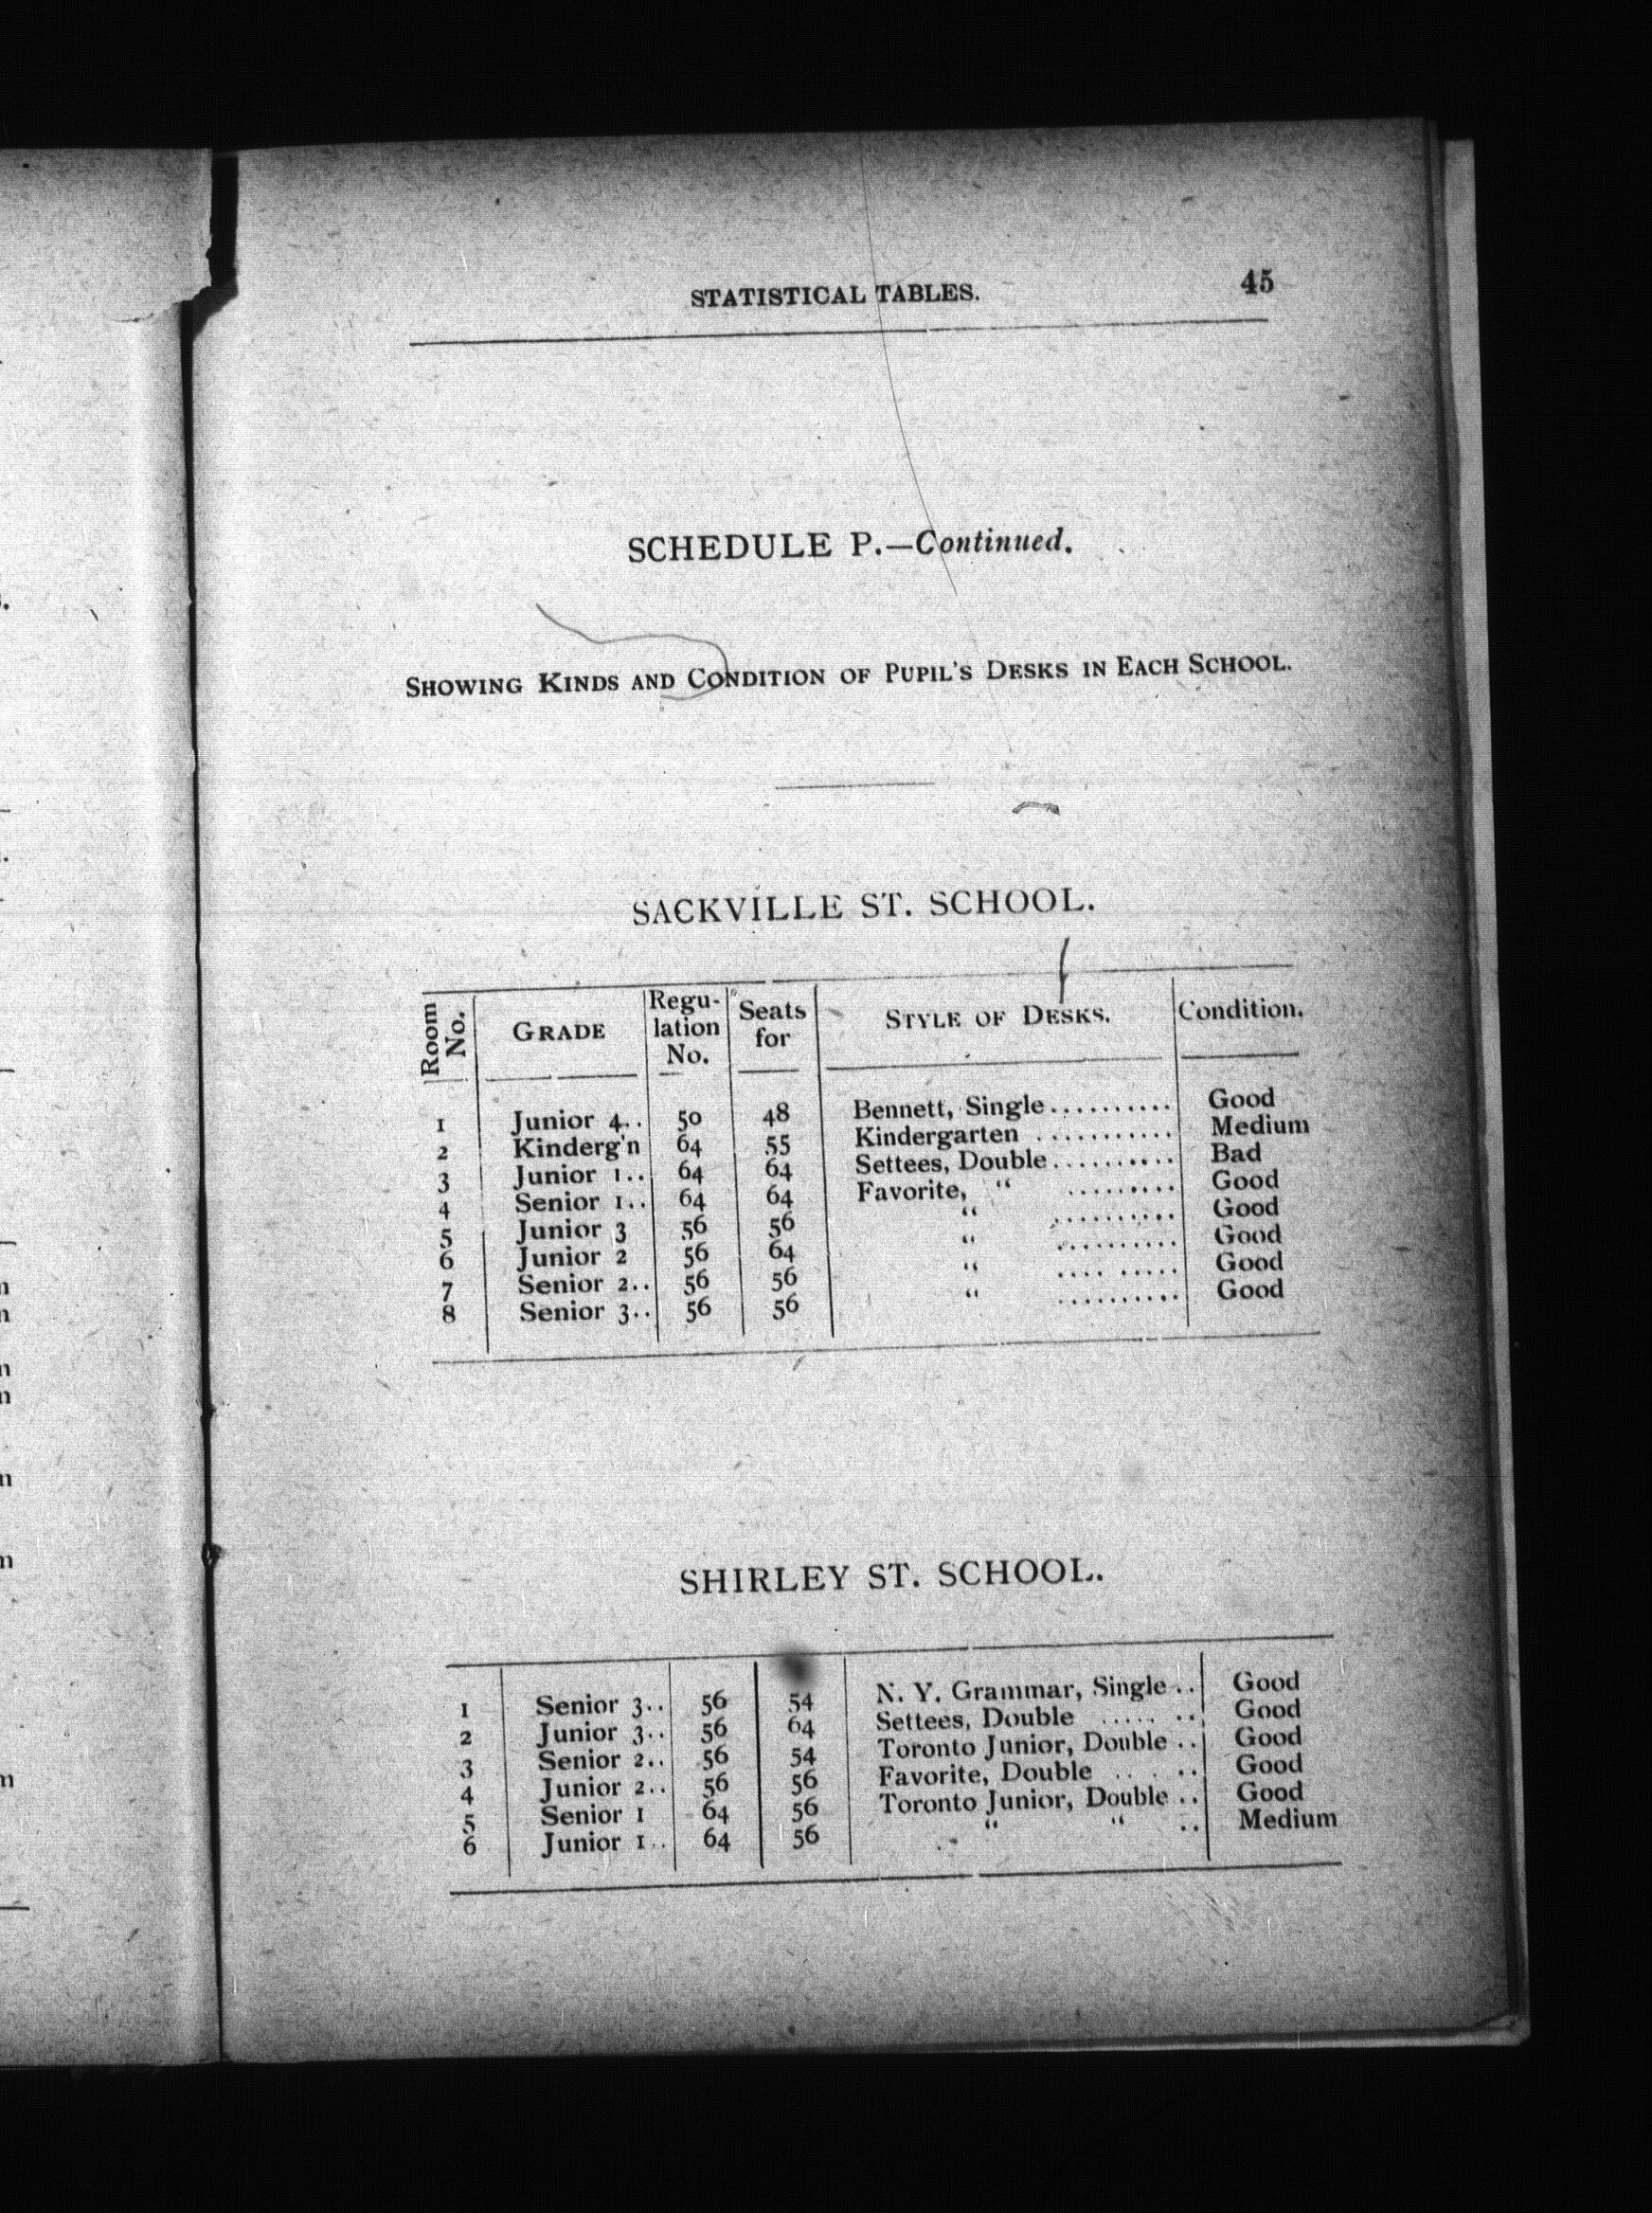 STATISTICAL TABLES. 45
SCHEDULE P.—Continued.
SHOWING KINDS AND CONDITION OF PUPIL'S DESKS IN EACH SCHOOL.
SACKVILLE ST. SCHOOL.
Room No. GRADE Regu-lation No. Seats for STYLE OF DESKS. Condition.
1 Junior 4.. 50 48 Bennett, Single.......... Good
2 Kinderg'n 64 55 Kindergarten ........... Medium
3 Junior 1.. 64 64 Settees, Double.......... Bad
4 Senior 1.. 64 64 Favorite, " ......... Good
5 Junior 3 56 56 " .......... Good
6 Junior 2 56 64 " .......... Good
7 Senior 2.. 56 56 " .... ..... Good
8 Senior 3.. 56 56 " .......... Good
SHIRLEY ST. SCHOOL.
1 Senior 3.. 56 54 N. Y. Grammar, Single .. Good
2 Junior 3.. 56 64 Settees, Double ..... .. Good
3 Senior 2.. 56 54 Toronto Junior, Double .. Good
4 Junior 2.. 56 56 Favorite, Double .. . .. Good
5 Senior 1 64 56 Toronto Junior, Double .. Good
6 Junior 1.. 64 56 " " .. Medium